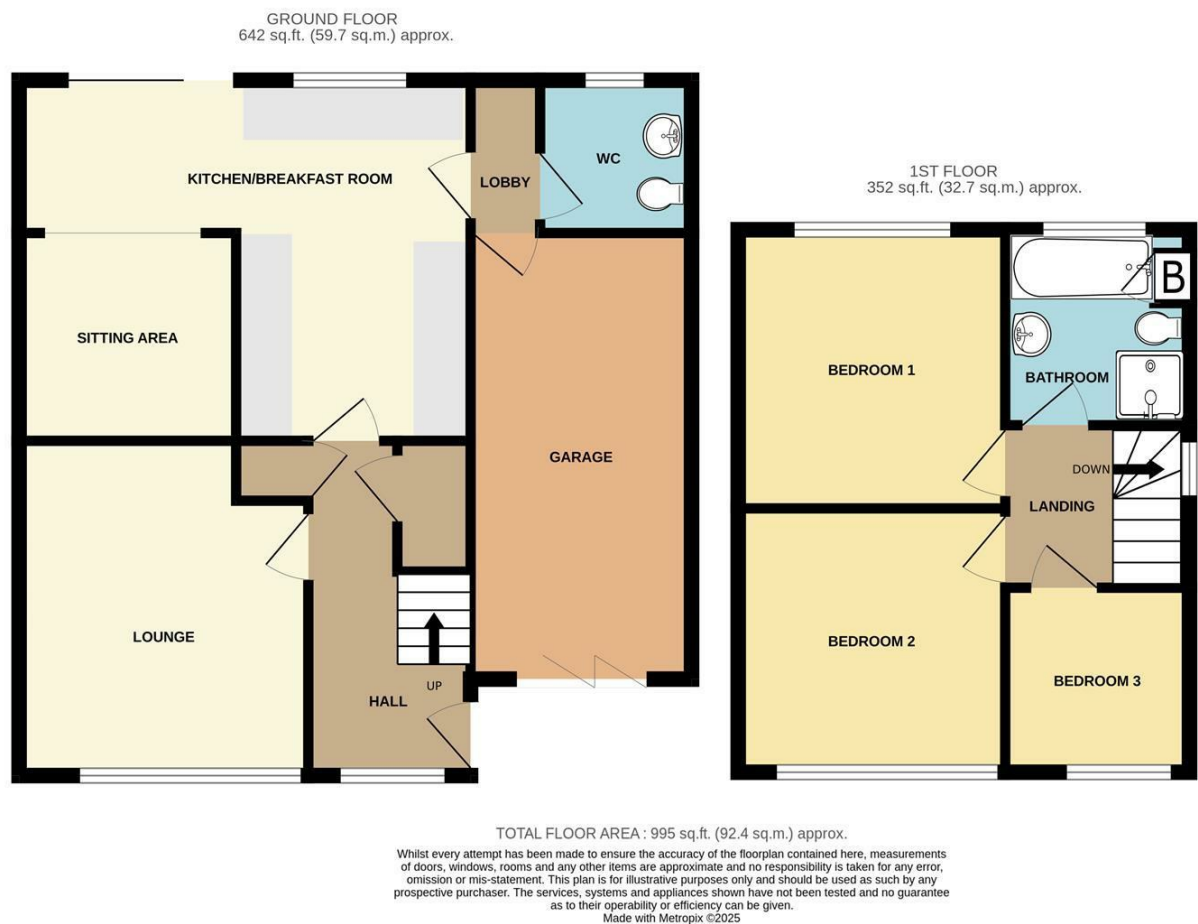 GROUND FLOOR
642 sq.ft. (59.7 sq.m.) approx.
KITCHEN/BREAKFAST ROOM
LOBBY
WC
SITTING AREA
GARAGE
LOUNGE
UP
HALL
1ST FLOOR
352 sq.ft. (32.7 sq.m.) approx.
B
BEDROOM 1
BATHROOM
DOWN
LANDING
BEDROOM 2
BEDROOM 3
TOTAL FLOOR AREA : 995 sq.ft. (92.4 sq.m.) approx.
Whilst every attempt has been made to ensure the accuracy of the floorplan contained here, measurements
of doors, windows, rooms and any other items are approximate and no responsibility is taken for any error,
omission or mis-statement. This plan is for illustrative purposes only and should be used as such by any
prospective purchaser. The services, systems and appliances shown have not been tested and no guarantee
as to their operability or efficiency can be given.
Made with Metropix ©2025